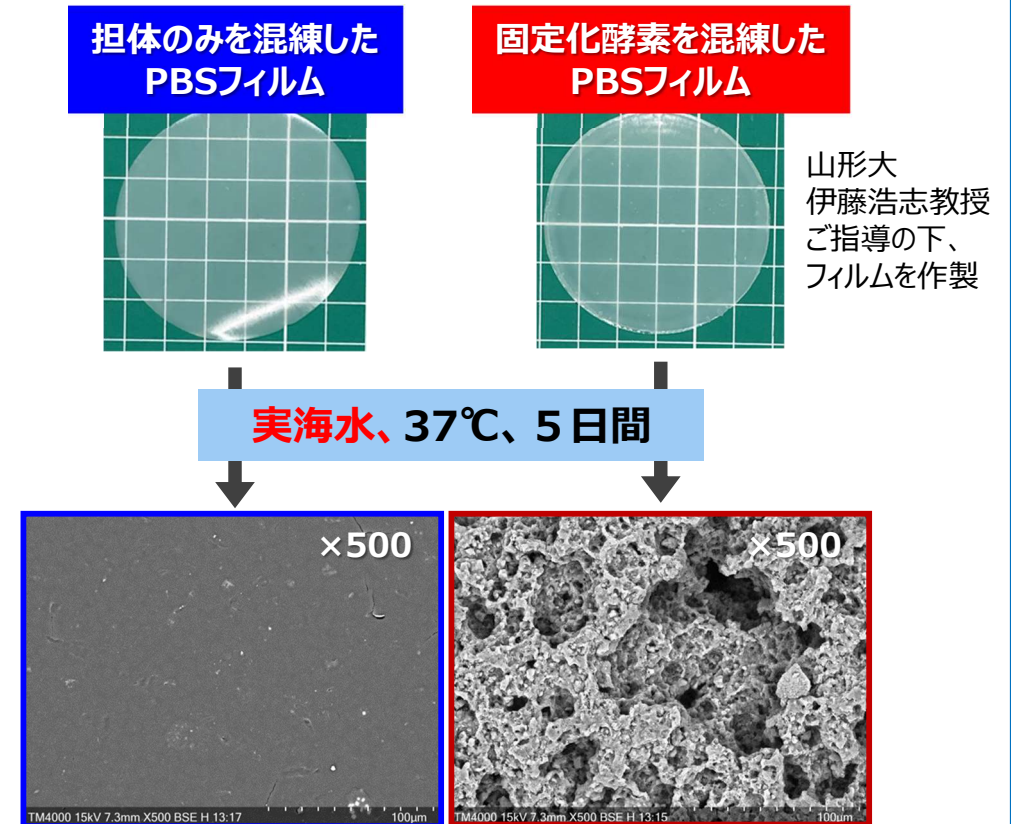 担体のみを混練した
PBSフィルム
固定化酵素を混練した
PBSフィルム
山形大
伊藤浩志教授
ご指導の下、
フィルムを作製
実海水、37℃、5日間
×500
×500
TM4000 15kV 7.3mm X500 BSE H 13:17 100μm
TM4000 15kV 7.3mm X500 BSE H 13:15 100μm